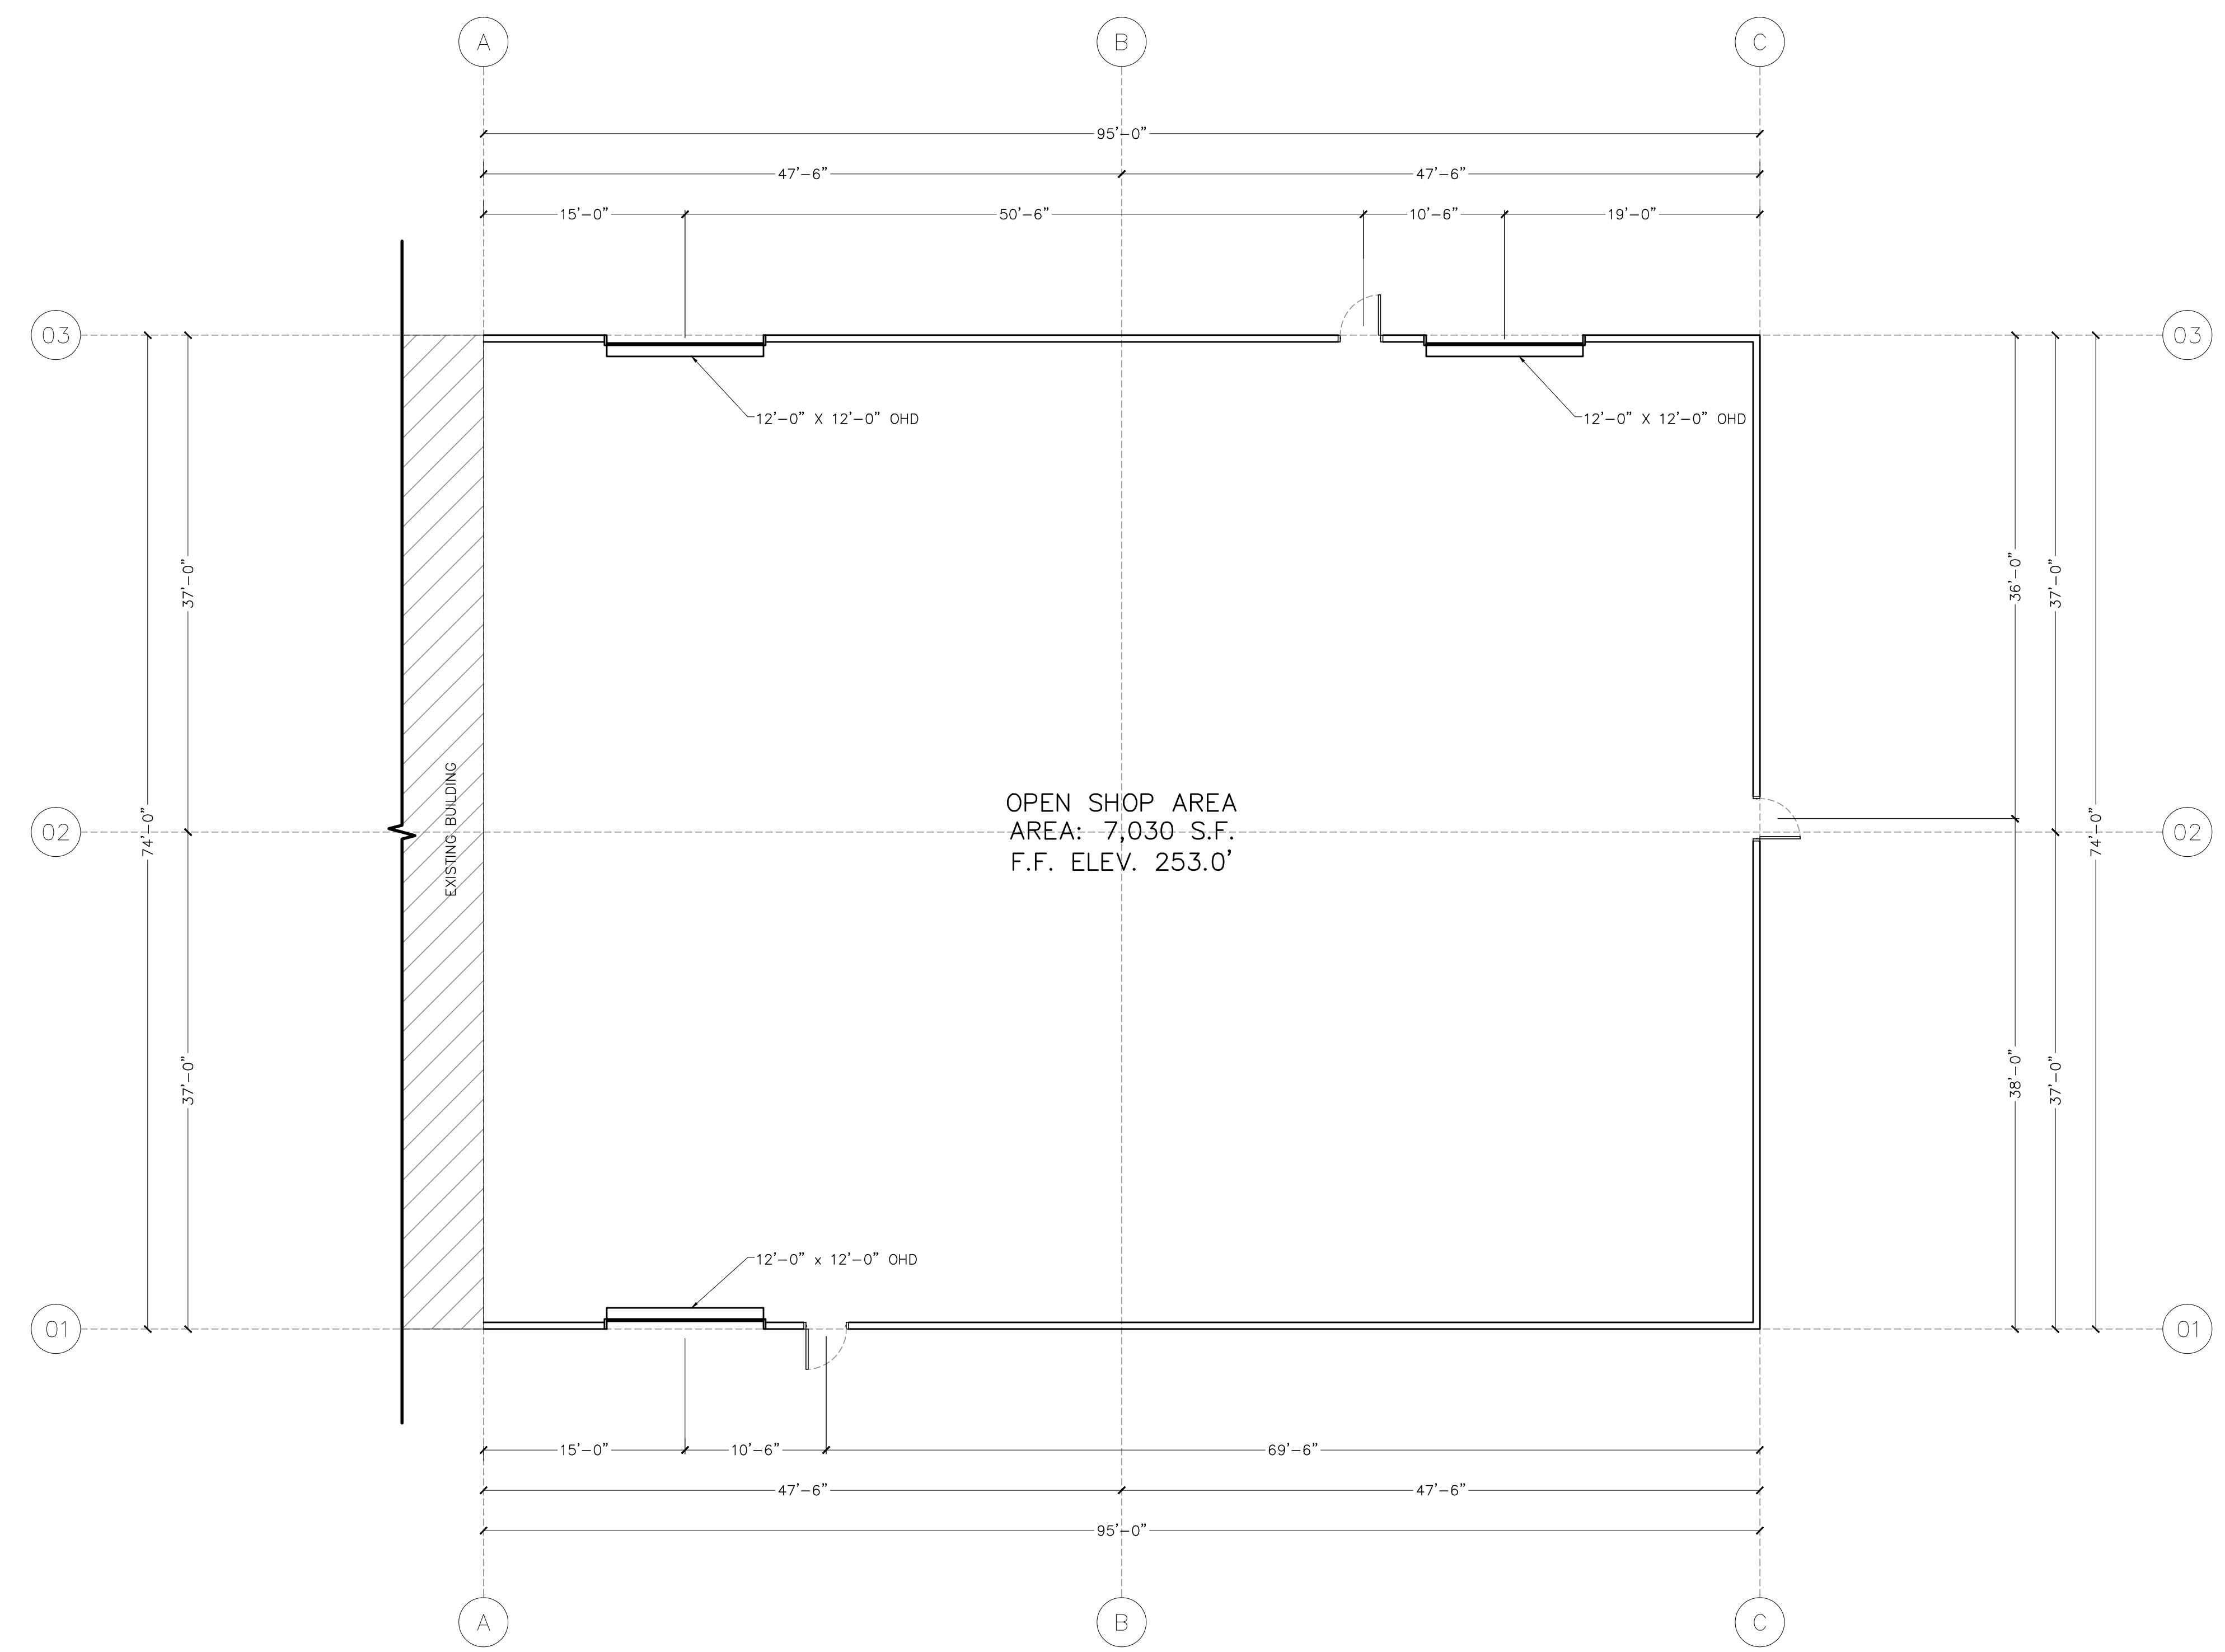 A B C
95'-0"
47'-6" 47'-6"
15'-0" 50'-6" 10'-6" 19'-0"
03 03
12'-0" X 12'-0" OHD 12'-0" X 12'-0" OHD
37'-0" 36'-0" 37'-0"
EXISTING BUILDING
OPEN SHOP AREA
AREA: 7,030 S.F.
F.F. ELEV. 253.0'
02 74'-0" 74'-0" 02
37'-0" 38'-0" 37'-0"
12'-0" x 12'-0" OHD
01 01
15'-0" 10'-6" 69'-6"
47'-6" 47'-6"
95'-0"
A B C